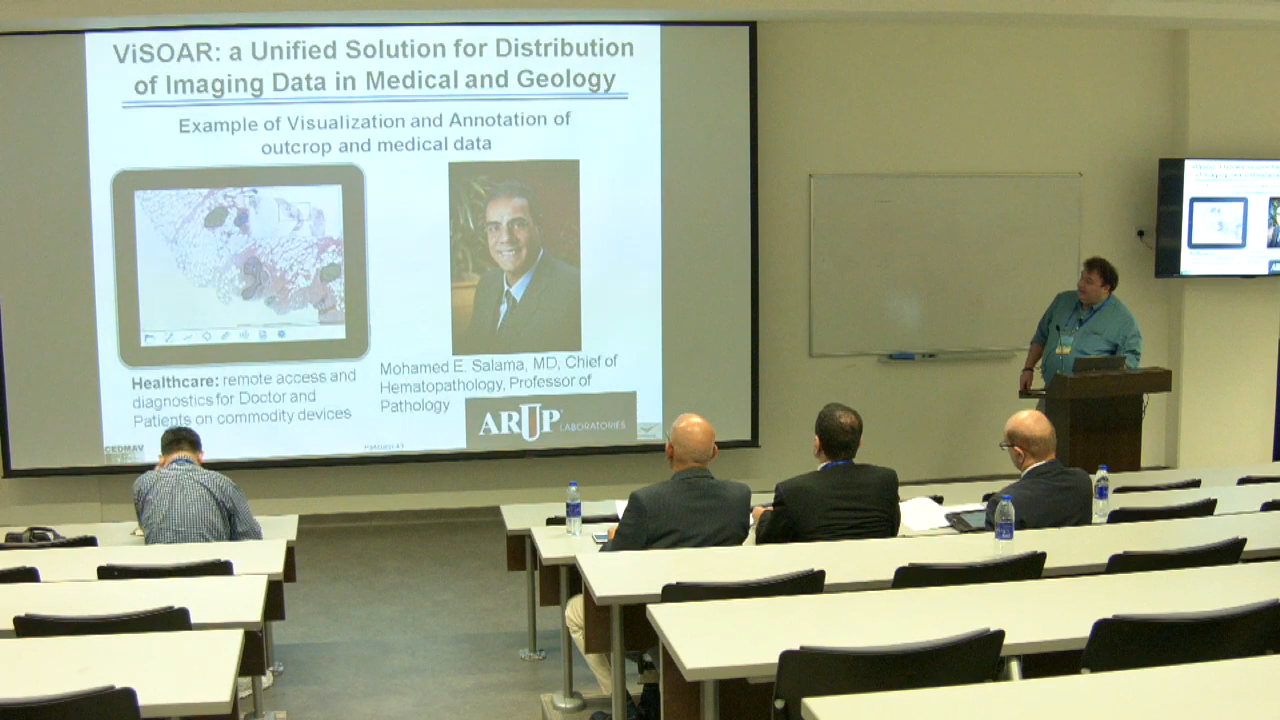 ViSOAR: a Unified Solution for Distribution
of Imaging Data in Medical and Geology
Example of Visualization and Annotation of
outcrop and medical data
Healthcare: remote access and
diagnostics for Doctor and
Patients on commodity devices
Mohamed E. Salama, MD, Chief of
Hematopathology, Professor of
Pathology
ARUP LABORATORIES
CEDMAV